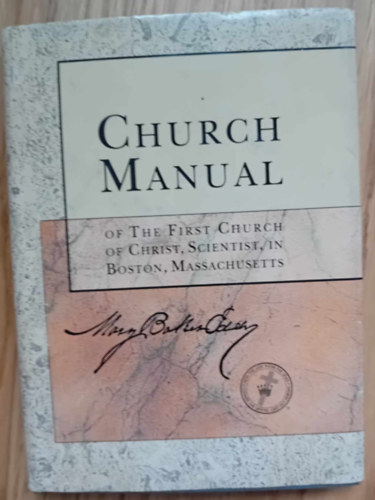 CHURCH
MANUAL
OF THE FIRST CHURCH
OF CHRIST, SCIENTIST, IN
BOSTON, MASSACHUSETTS
Mary Baker Eddy